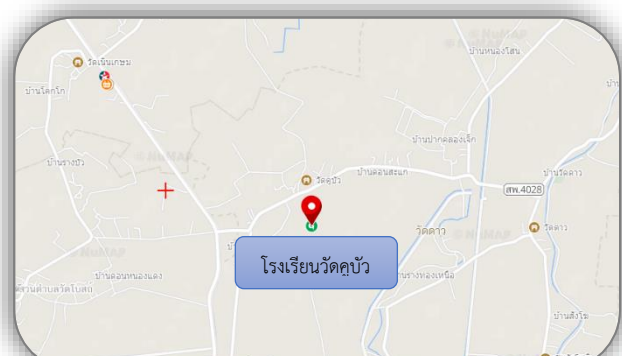 วัดเนินเกษม
บ้านหนองโสน
บ้านโคกโก
บ้านปากคลองเจ็ก
บ้านรางบัว
© NuMAP
วัดคูบัว
บ้านดอนสะแก
บ้านวัดดาว
สพ.4028
วัดดาว
© NuMAP
วัดดาว
โรงเรียนวัดคูบัว
บ้านดอนหนองแดง
บ้านรางทองเหนือ
บ้านสังโฆ